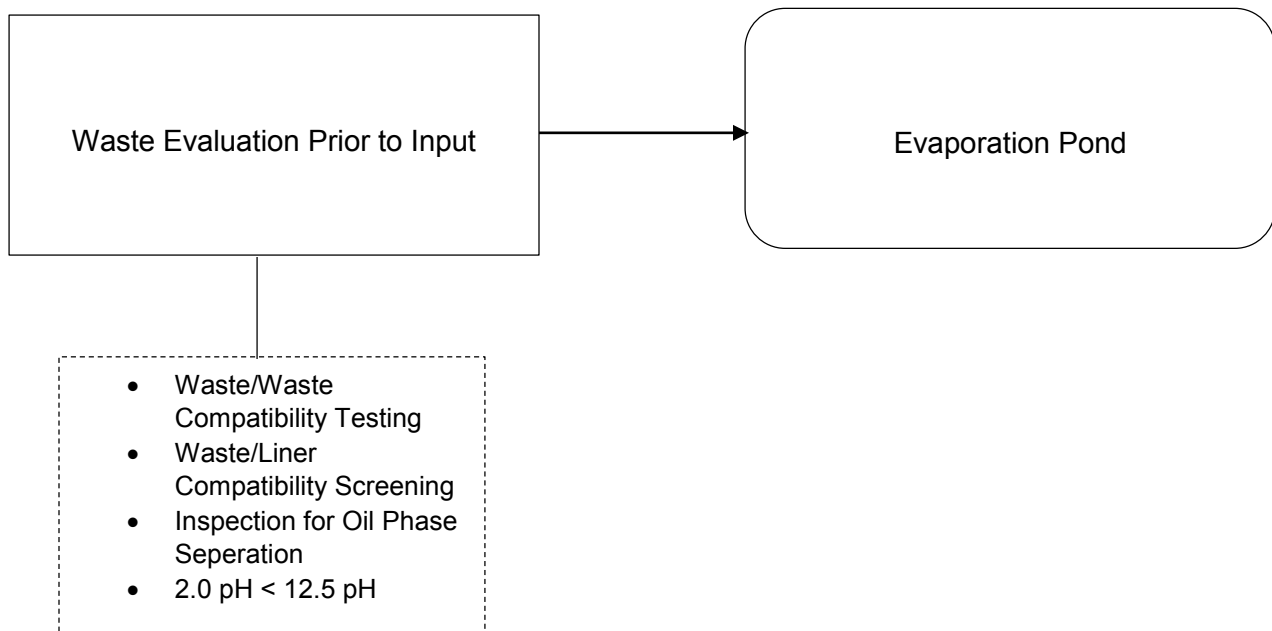 Waste Evaluation Prior to Input
Evaporation Pond
• Waste/Waste
Compatibility Testing
• Waste/Liner
Compatibility Screening
• Inspection for Oil Phase
Seperation
• 2.0 pH < 12.5 pH